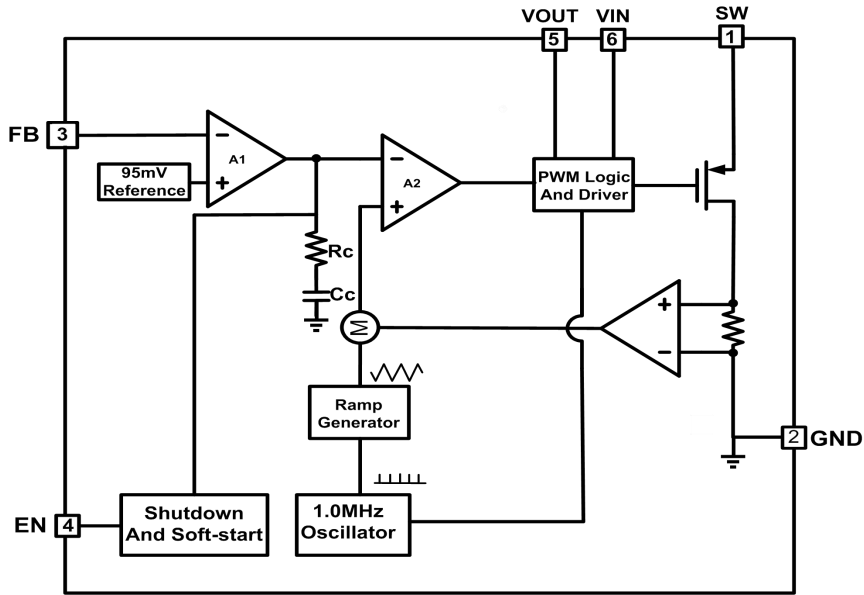 VOUT VIN SW
5 6 1
FB 3
− A1 +
95mV
Reference
− A2 +
PWM Logic
And Driver
Rc
Cc
Σ
+
−
Ramp
Generator
2 GND
EN 4
Shutdown
And Soft-start
1.0MHz
Oscillator